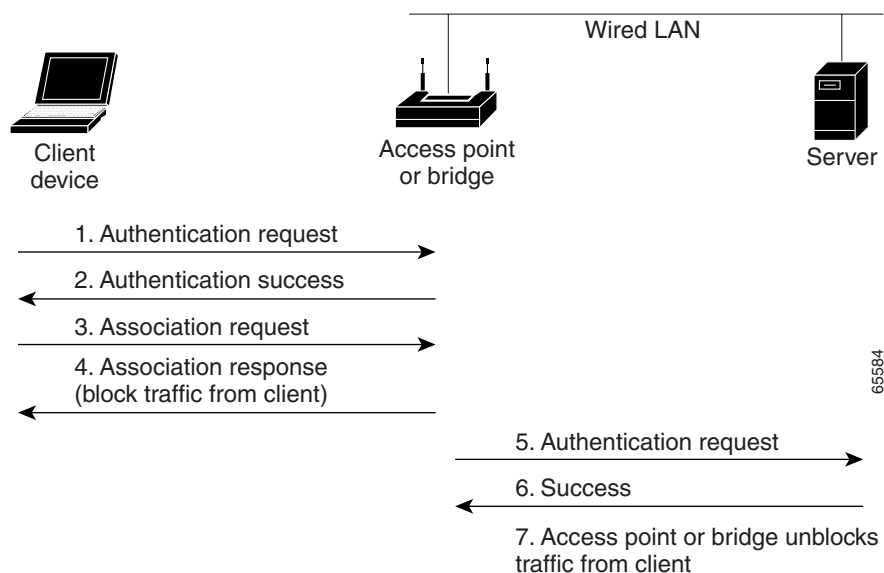 Wired LAN
Client
device
Access point
or bridge
Server
1. Authentication request
2. Authentication success
3. Association request
4. Association response
(block traffic from client)
65584
5. Authentication request
6. Success
7. Access point or bridge unblocks
traffic from client